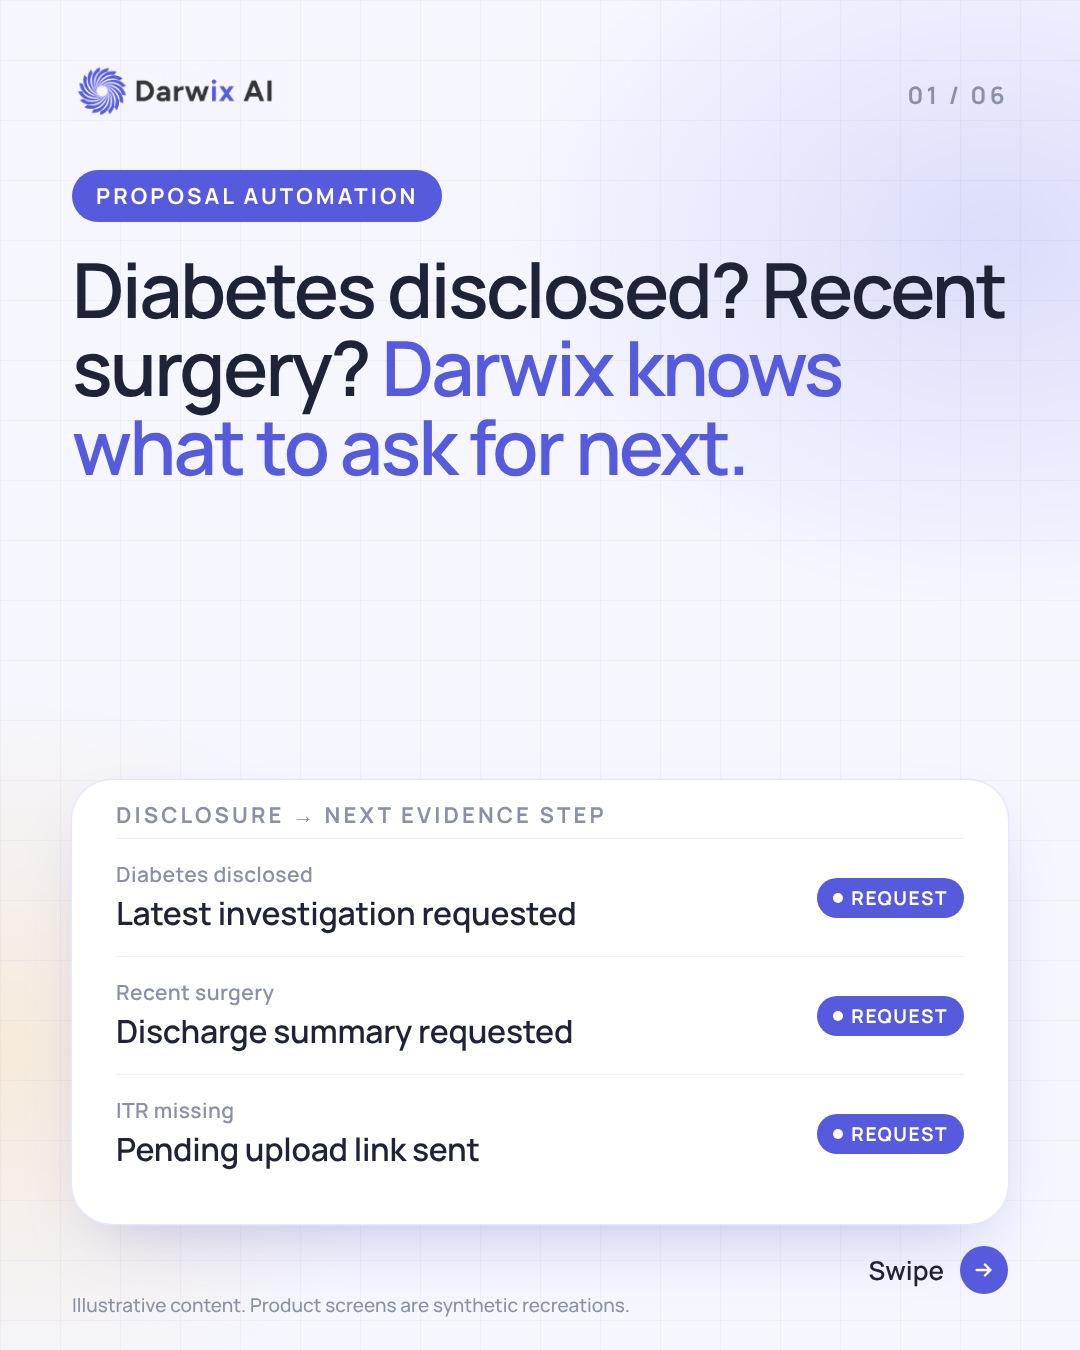 Darwix AI
01 / 06
PROPOSAL AUTOMATION
Diabetes disclosed? Recent
surgery? Darwix knows
what to ask for next.
DISCLOSURE → NEXT EVIDENCE STEP
Diabetes disclosed
Latest investigation requested
REQUEST
Recent surgery
Discharge summary requested
REQUEST
ITR missing
Pending upload link sent
REQUEST
Swipe →
Illustrative content. Product screens are synthetic recreations.